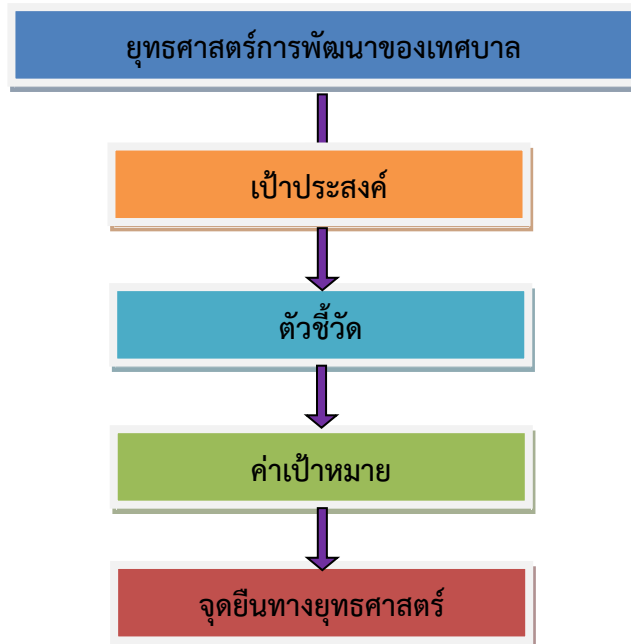 ยุทธศาสตร์การพัฒนาของเทศบาล
เป้าประสงค์
ตัวชี้วัด
ค่าเป้าหมาย
จุดยืนทางยุทธศาสตร์